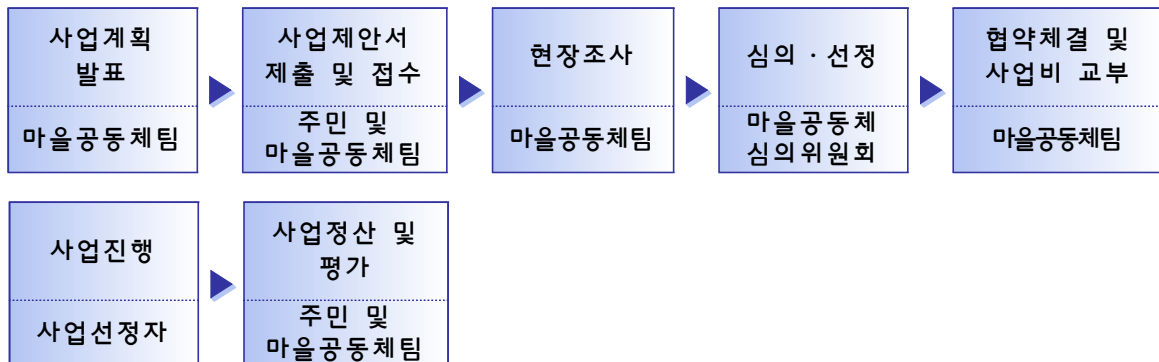 사업계획
발표
마을공동체팀
사업제안서
제출 및 접수
주민 및
마을공동체팀
현장조사
마을공동체팀
심의 · 선정
마을공동체
심의위원회
협약체결 및
사업비 교부
마을공동체팀
사업진행
사업선정자
사업정산 및
평가
주민 및
마을공동체팀